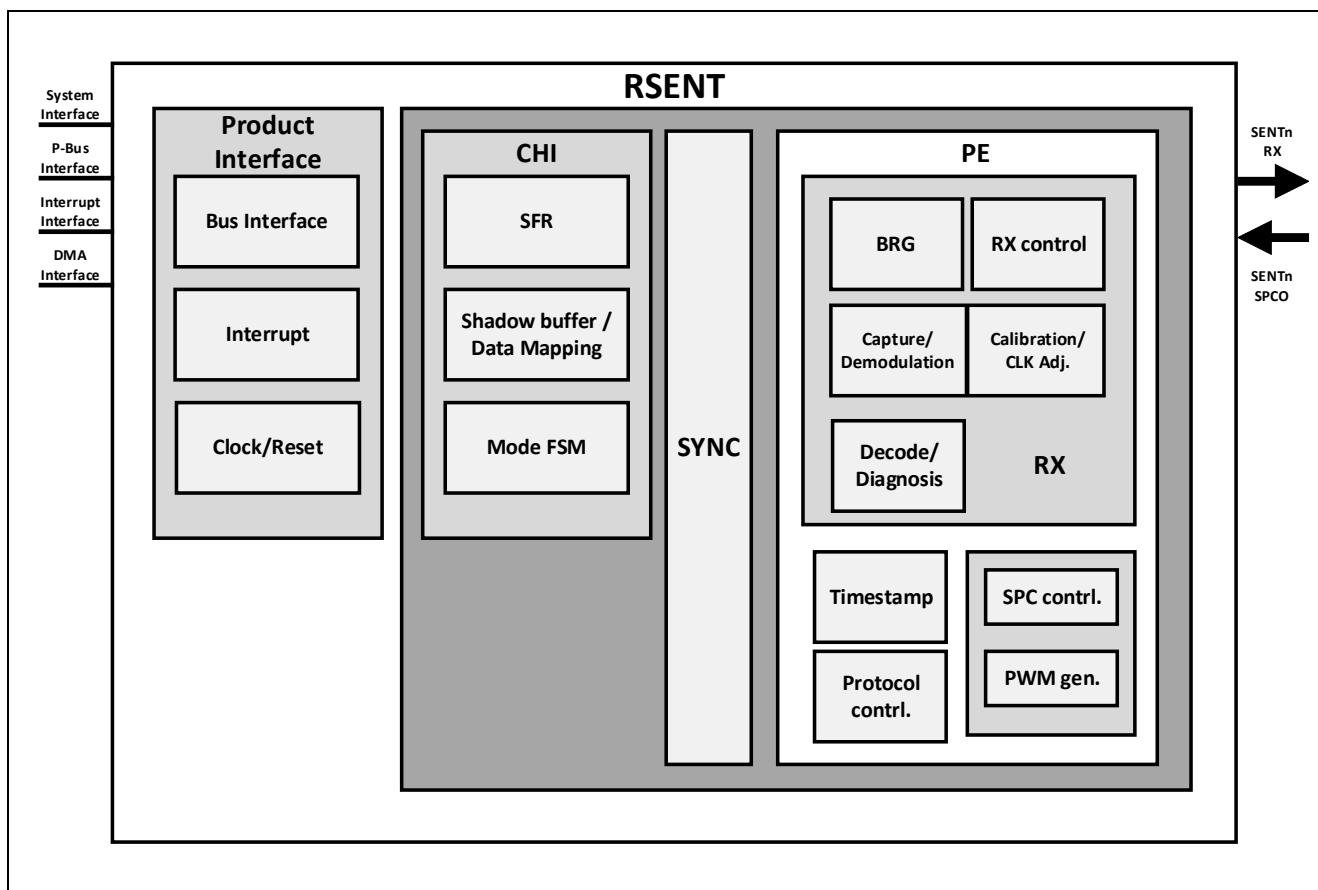 RSENT
System
Interface
P-Bus
Interface
Interrupt
Interface
DMA
Interface
Product
Interface
Bus Interface
Interrupt
Clock/Reset
CHI
SFR
Shadow buffer /
Data Mapping
Mode FSM
SYNC
PE
BRG
RX control
Capture/
Demodulation
Calibration/
CLK Adj.
Decode/
Diagnosis
RX
Timestamp
Protocol
contrl.
SPC contrl.
PWM gen.
SENTn
RX
SENTn
SPCO